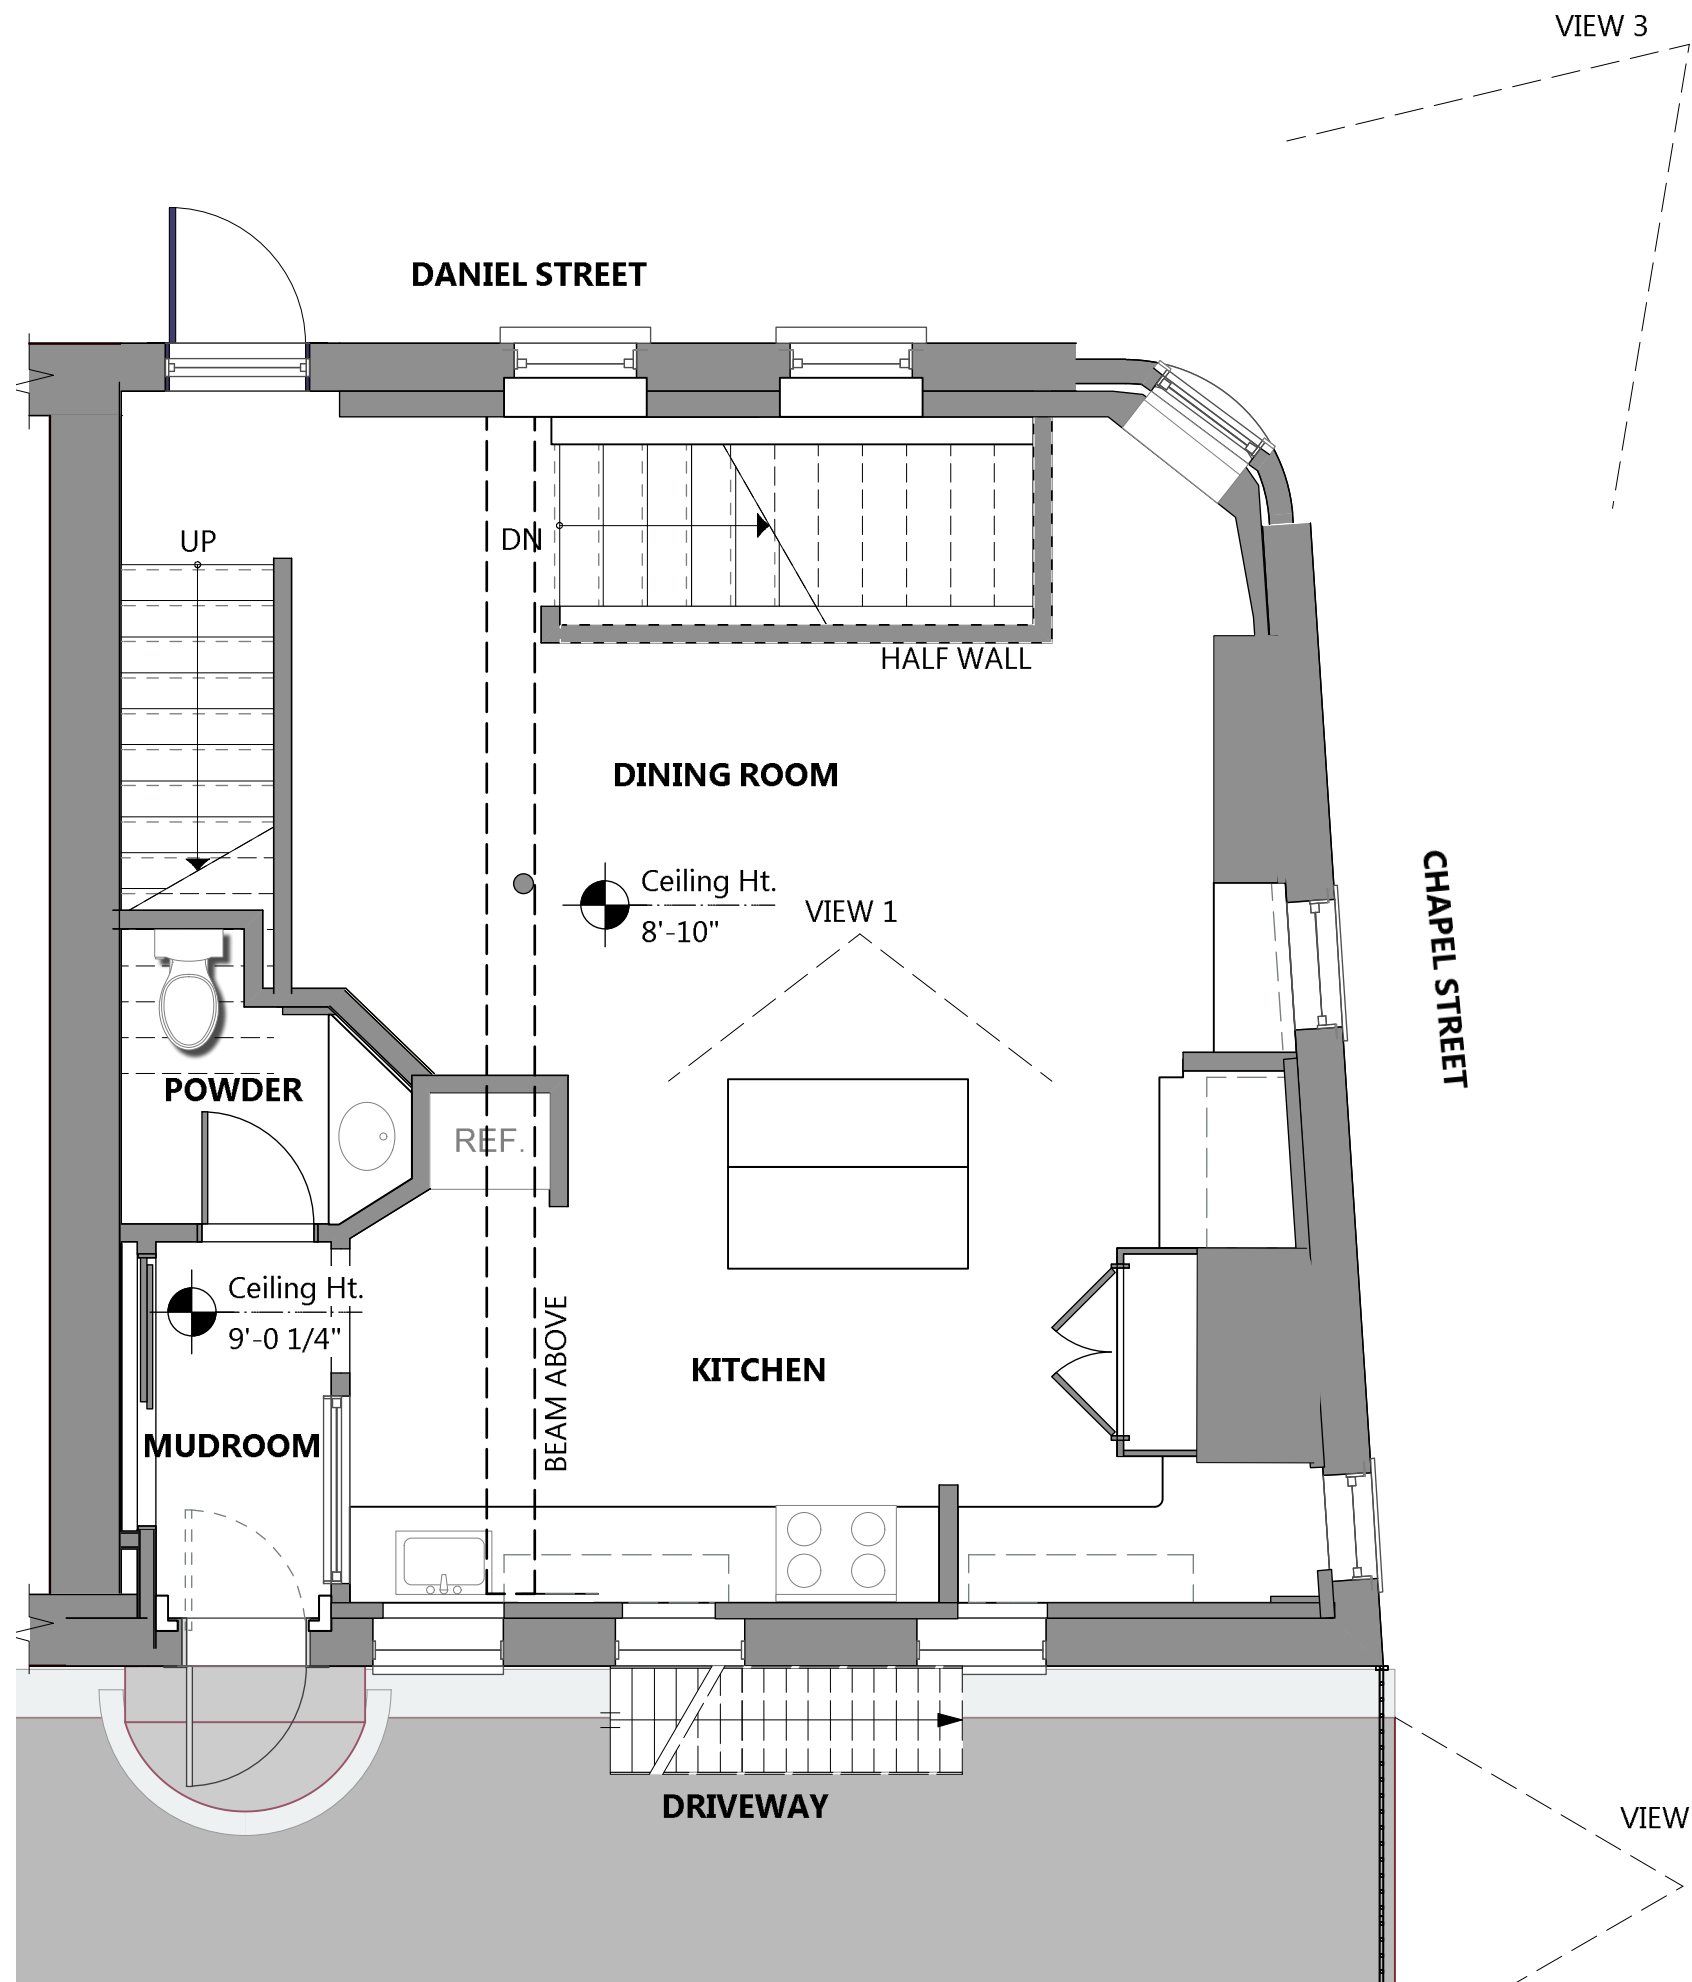 VIEW 3
DANIEL STREET
UP
DN
HALF WALL
DINING ROOM
Ceiling Ht.
8'-10"
VIEW 1
CHAPEL STREET
POWDER
REF.
Ceiling Ht.
9'-0 1/4"
BEAM ABOVE
KITCHEN
MUDROOM
DRIVEWAY
VIEW